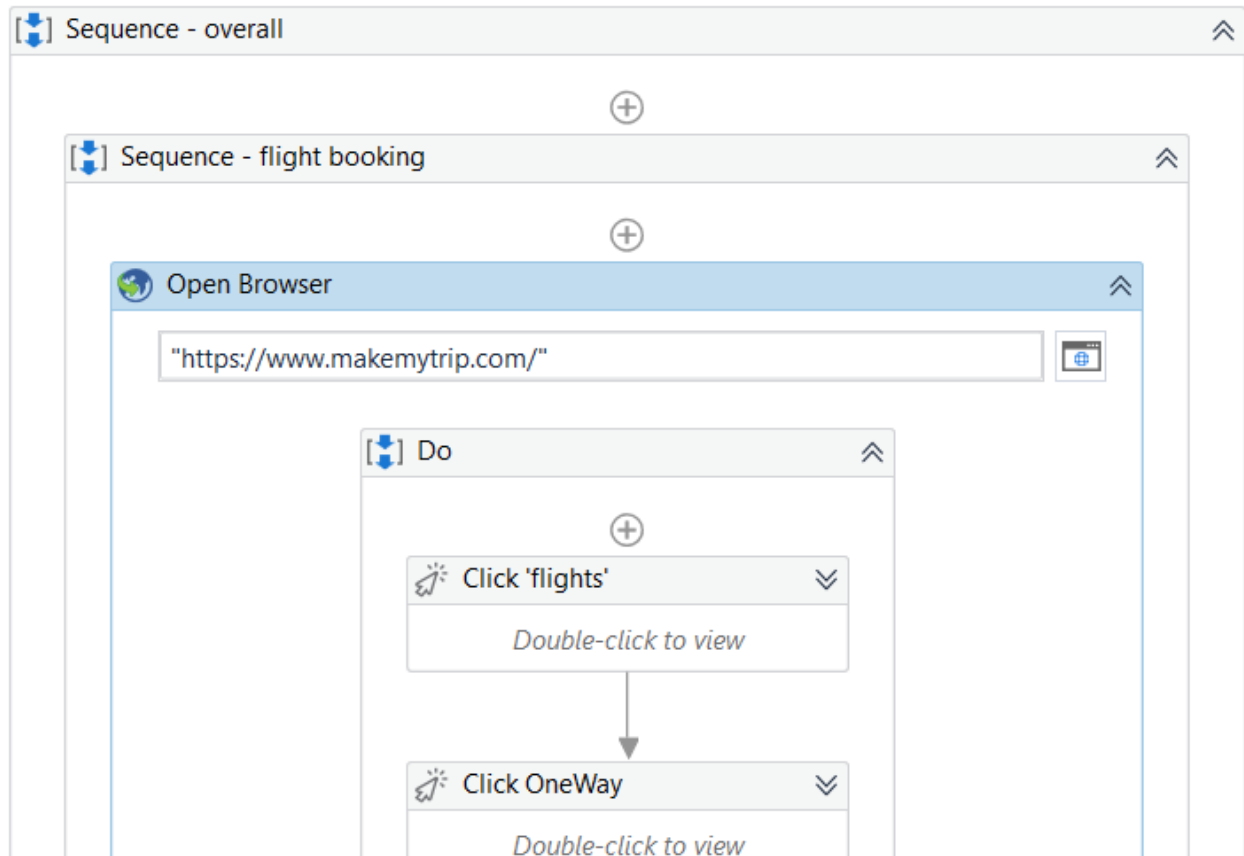 Sequence - overall
Sequence - flight booking
Open Browser
"https://www.makemytrip.com/"
Do
Click 'flights'
Double-click to view
Click OneWay
Double-click to view